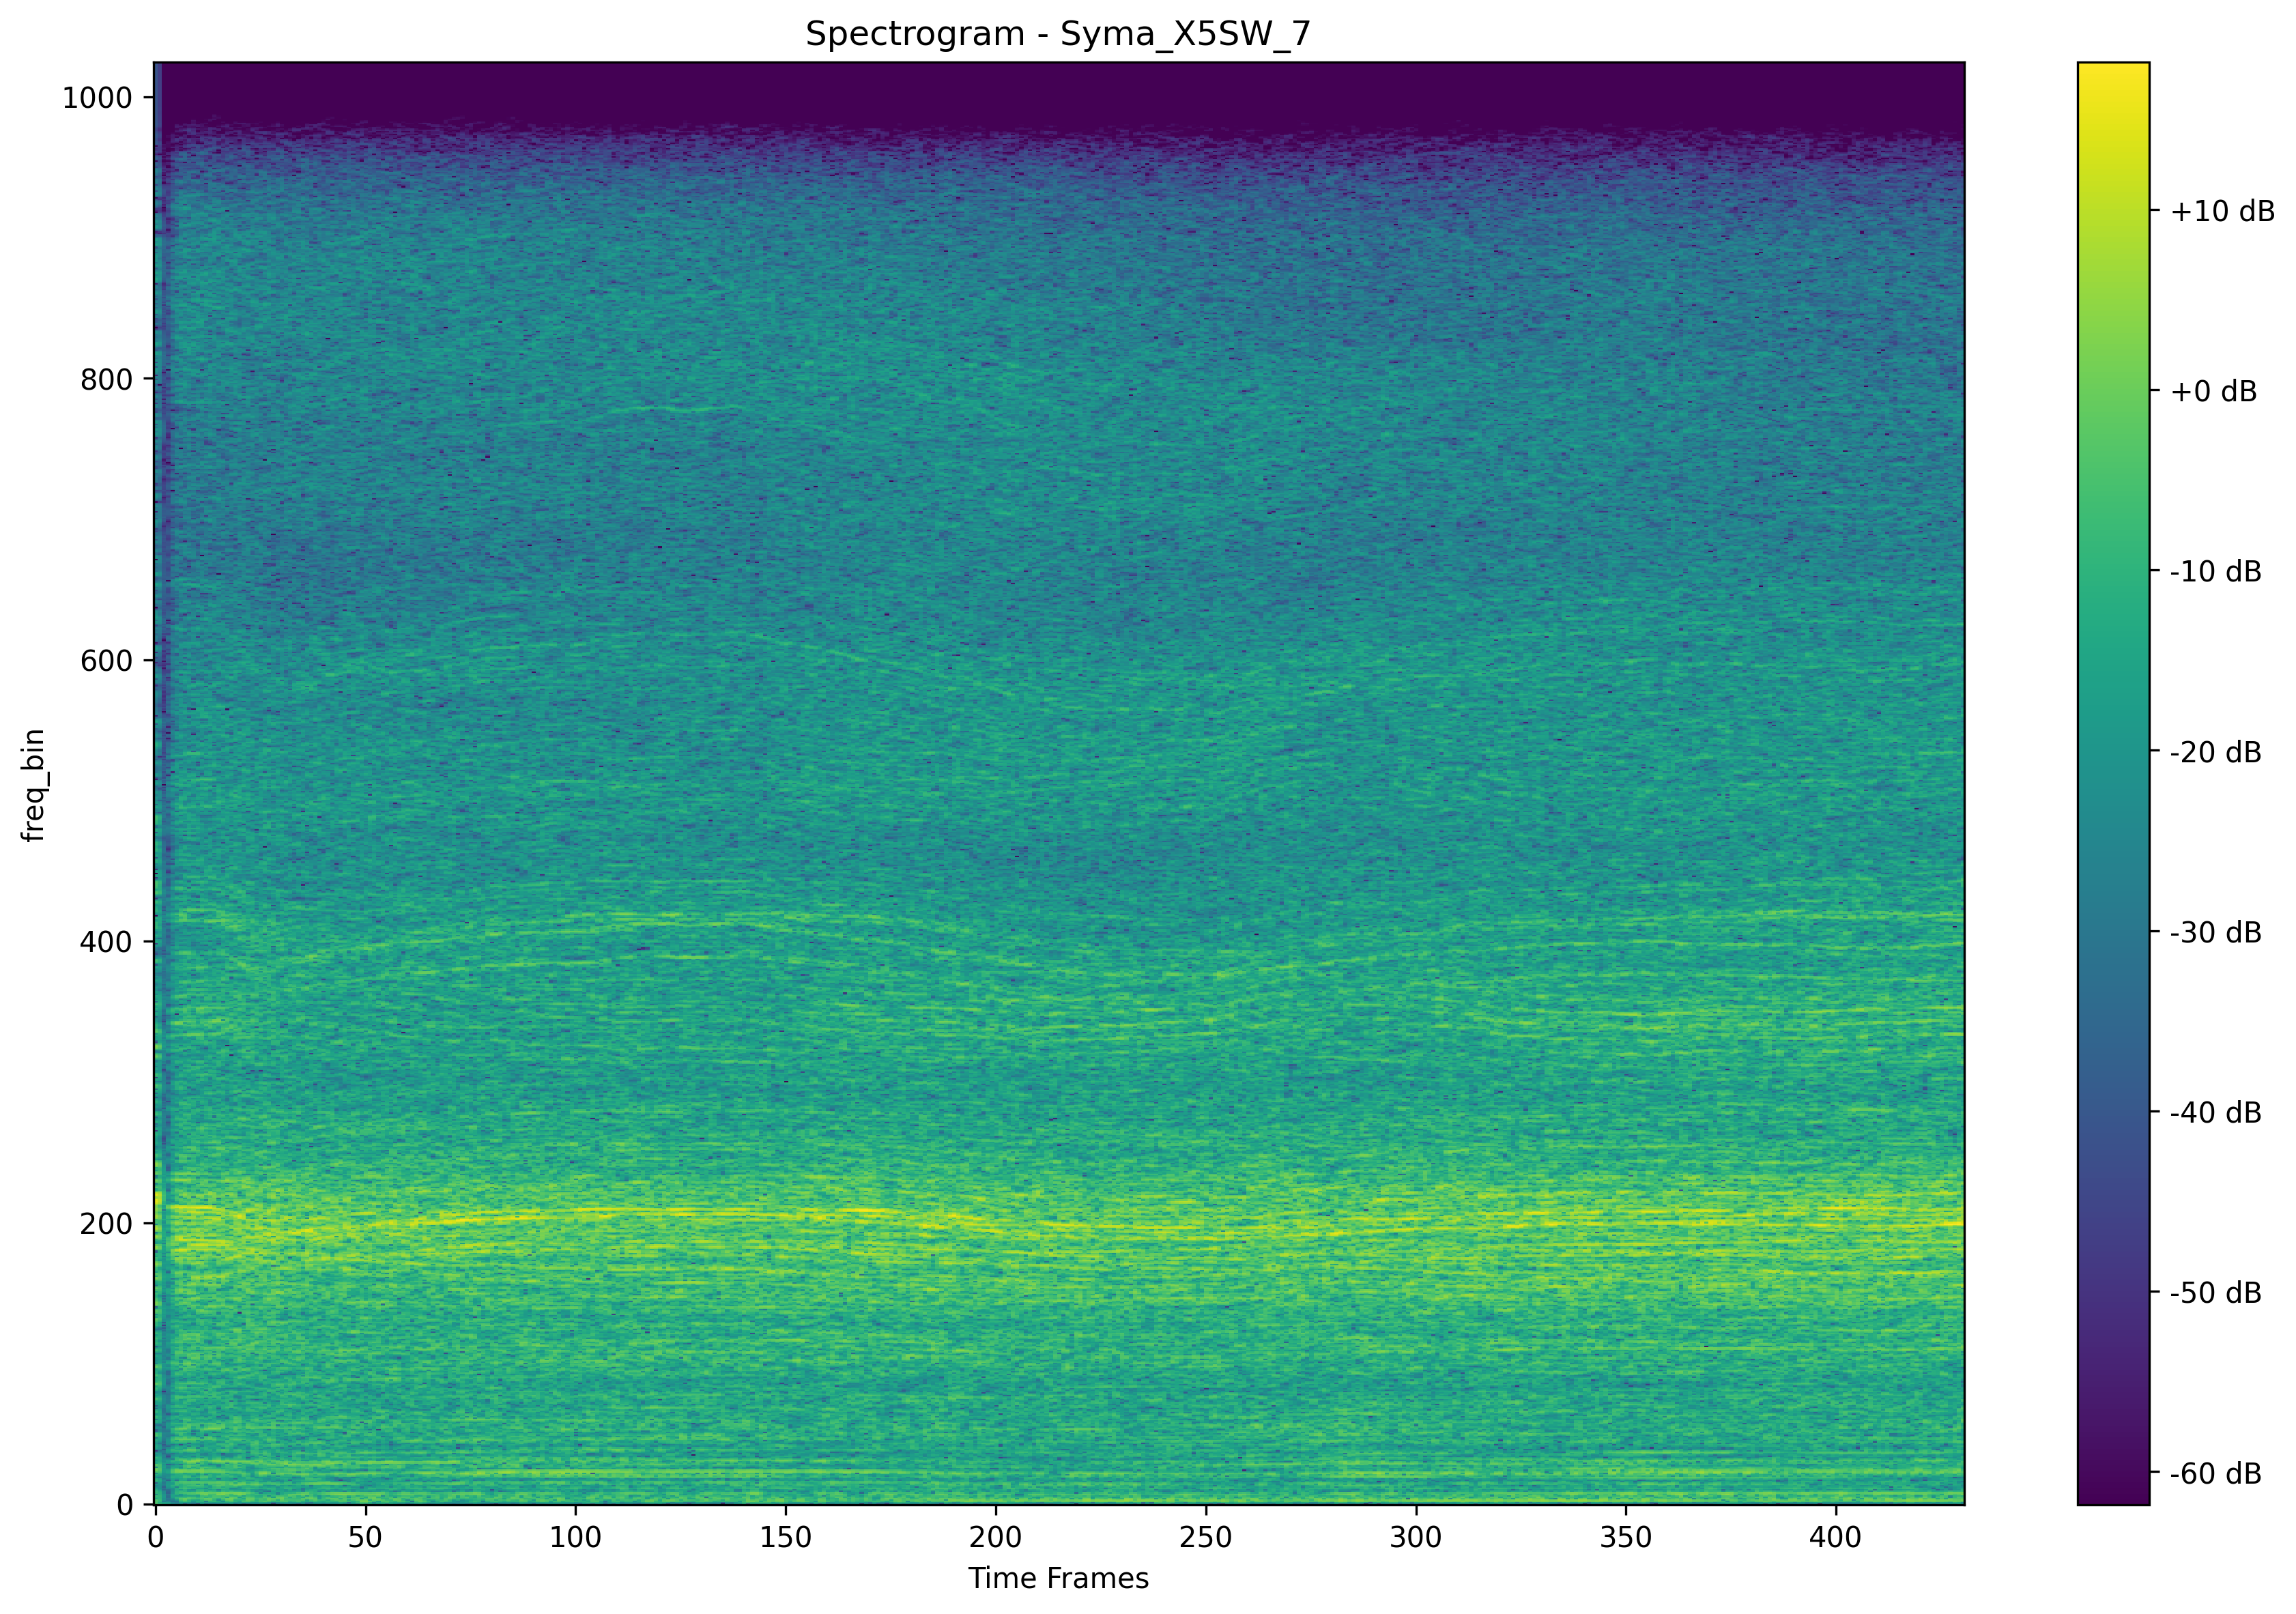 Spectrogram - Syma_X5SW_7
1000
800
600
400
200
0
freq_bin
0 50 100 150 200 250 300 350 400
Time Frames
+10 dB
+0 dB
-10 dB
-20 dB
-30 dB
-40 dB
-50 dB
-60 dB